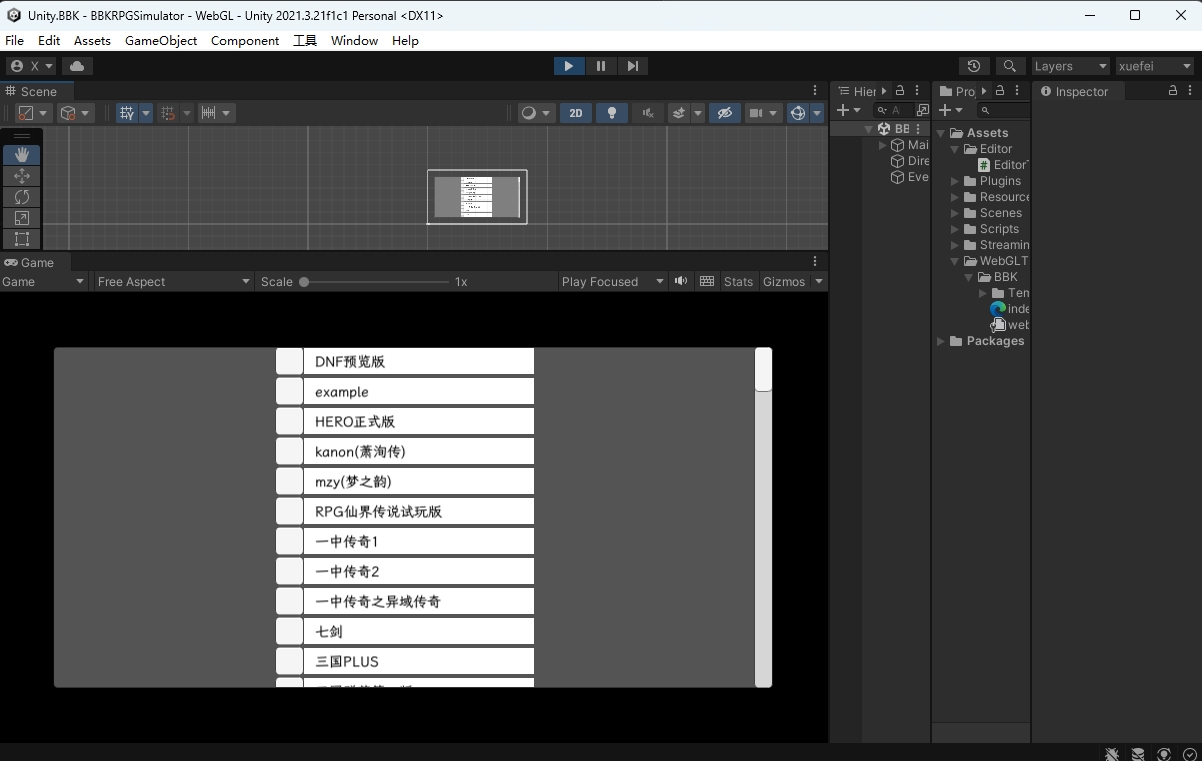 Unity.BBK - BBKRPGSimulator - WebGL - Unity 2021.3.21f1c1 Personal <DX11>
File Edit Assets GameObject Component 工具 Window Help
X Layers xuefei
Scene Hier Proj Inspector
2D
BB
Mai
Dire
Eve
Assets
Editor
EditorT
Plugins
Resource
Scenes
Scripts
Streamin
WebGLT
BBK
Tem
inde
web
Packages
Game
Game Free Aspect Scale 1x Play Focused Stats Gizmos
DNF预览版
example
HERO正式版
kanon(萧洵传)
mzy(梦之韵)
RPG仙界传说试玩版
一中传奇1
一中传奇2
一中传奇之异域传奇
七剑
三国PLUS